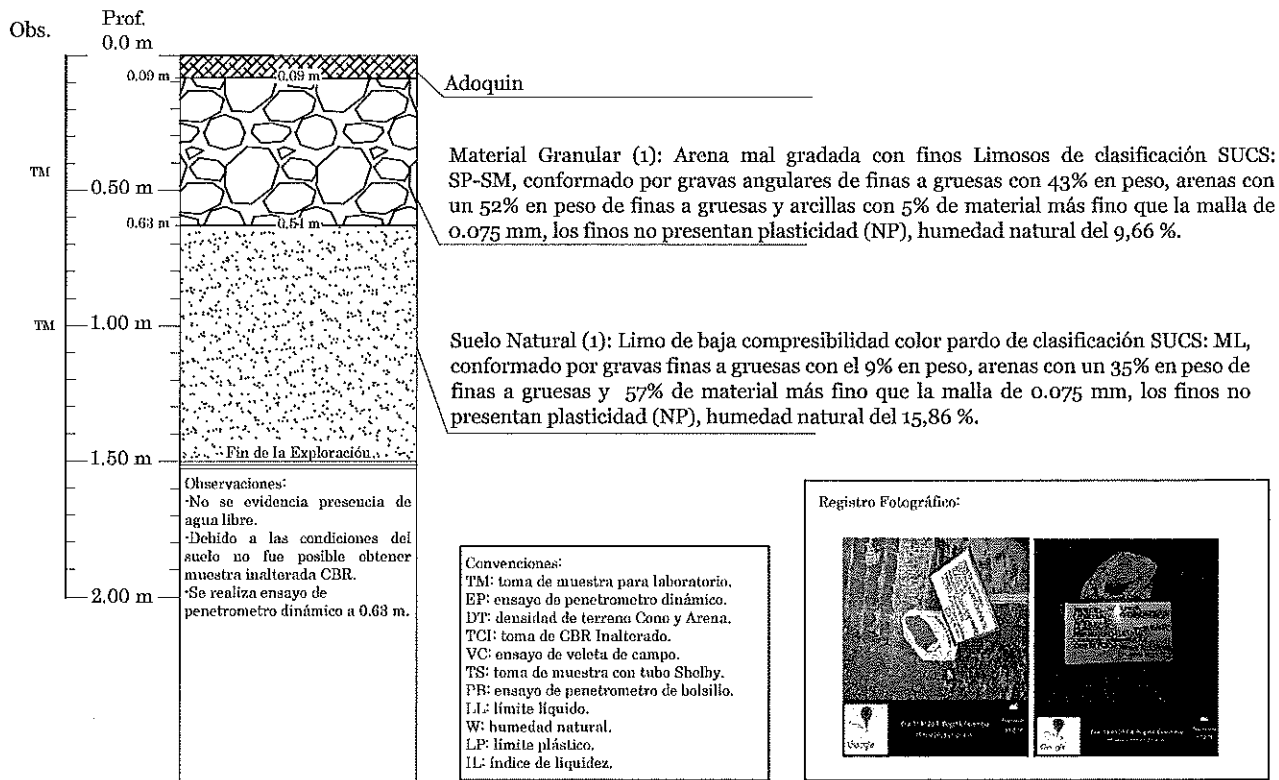 Obs.
Prof.
0.0 m
0.09 m
0.09 m
Adoquin
TM
0.50 m
0.63 m
0.54 m
Material Granular (1): Arena mal gradada con finos Limosos de clasificación SUCS:
SP-SM, conformado por gravas angulares de finas a gruesas con 43% en peso, arenas con
un 52% en peso de finas a gruesas y arcillas con 5% de material más fino que la malla de
0.075 mm, los finos no presentan plasticidad (NP), humedad natural del 9,66 %.
TM
1.00 m
Suelo Natural (1): Limo de baja compresibilidad color pardo de clasificación SUCS: ML,
conformado por gravas finas a gruesas con el 9% en peso, arenas con un 35% en peso de
finas a gruesas y 57% de material más fino que la malla de 0.075 mm, los finos no
presentan plasticidad (NP), humedad natural del 15,86 %.
Fin de la Exploración
1.50 m
Observaciones:
-No se evidencia presencia de
agua libre.
-Debido a las condiciones del
suelo no fue posible obtener
muestra inalterada CBR.
-Se realiza ensayo de
penetrometro dinámico a 0.63 m.
2.00 m
Convenciones:
TM: toma de muestra para laboratorio.
EP: ensayo de penetrometro dinámico.
DT: densidad de terreno Cono y Arena.
TCI: toma de CBR Inalterado.
VC: ensayo de veleta de campo.
TS: toma de muestra con tubo Shelby.
PB: ensayo de penetrometro de bolsillo.
LL: límite líquido.
W: humedad natural.
LP: límite plástico.
IL: índice de liquidez.
Registro Fotográfico:
Google
Google